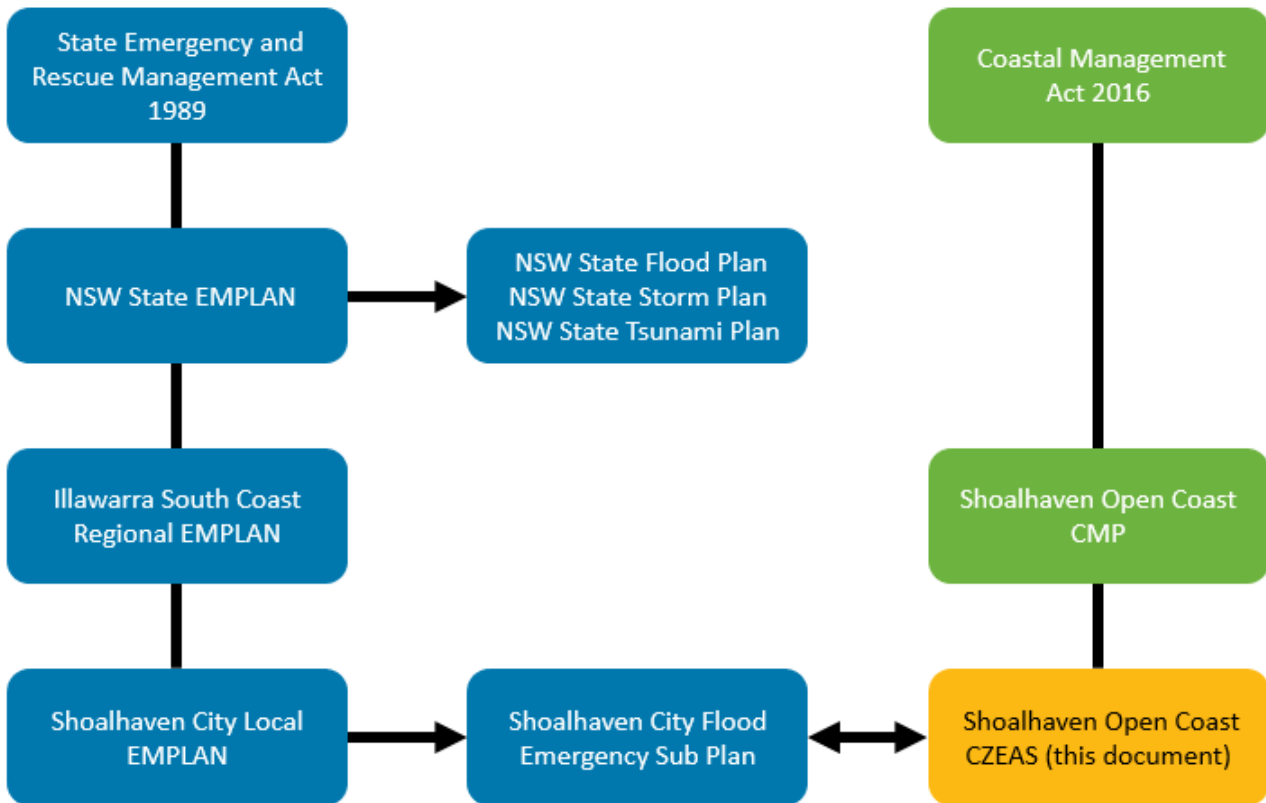 State Emergency and
Rescue Management Act
1989
Coastal Management
Act 2016
NSW State EMPLAN
NSW State Flood Plan
NSW State Storm Plan
NSW State Tsunami Plan
Illawarra South Coast
Regional EMPLAN
Shoalhaven Open Coast
CMP
Shoalhaven City Local
EMPLAN
Shoalhaven City Flood
Emergency Sub Plan
Shoalhaven Open Coast
CZEAS (this document)